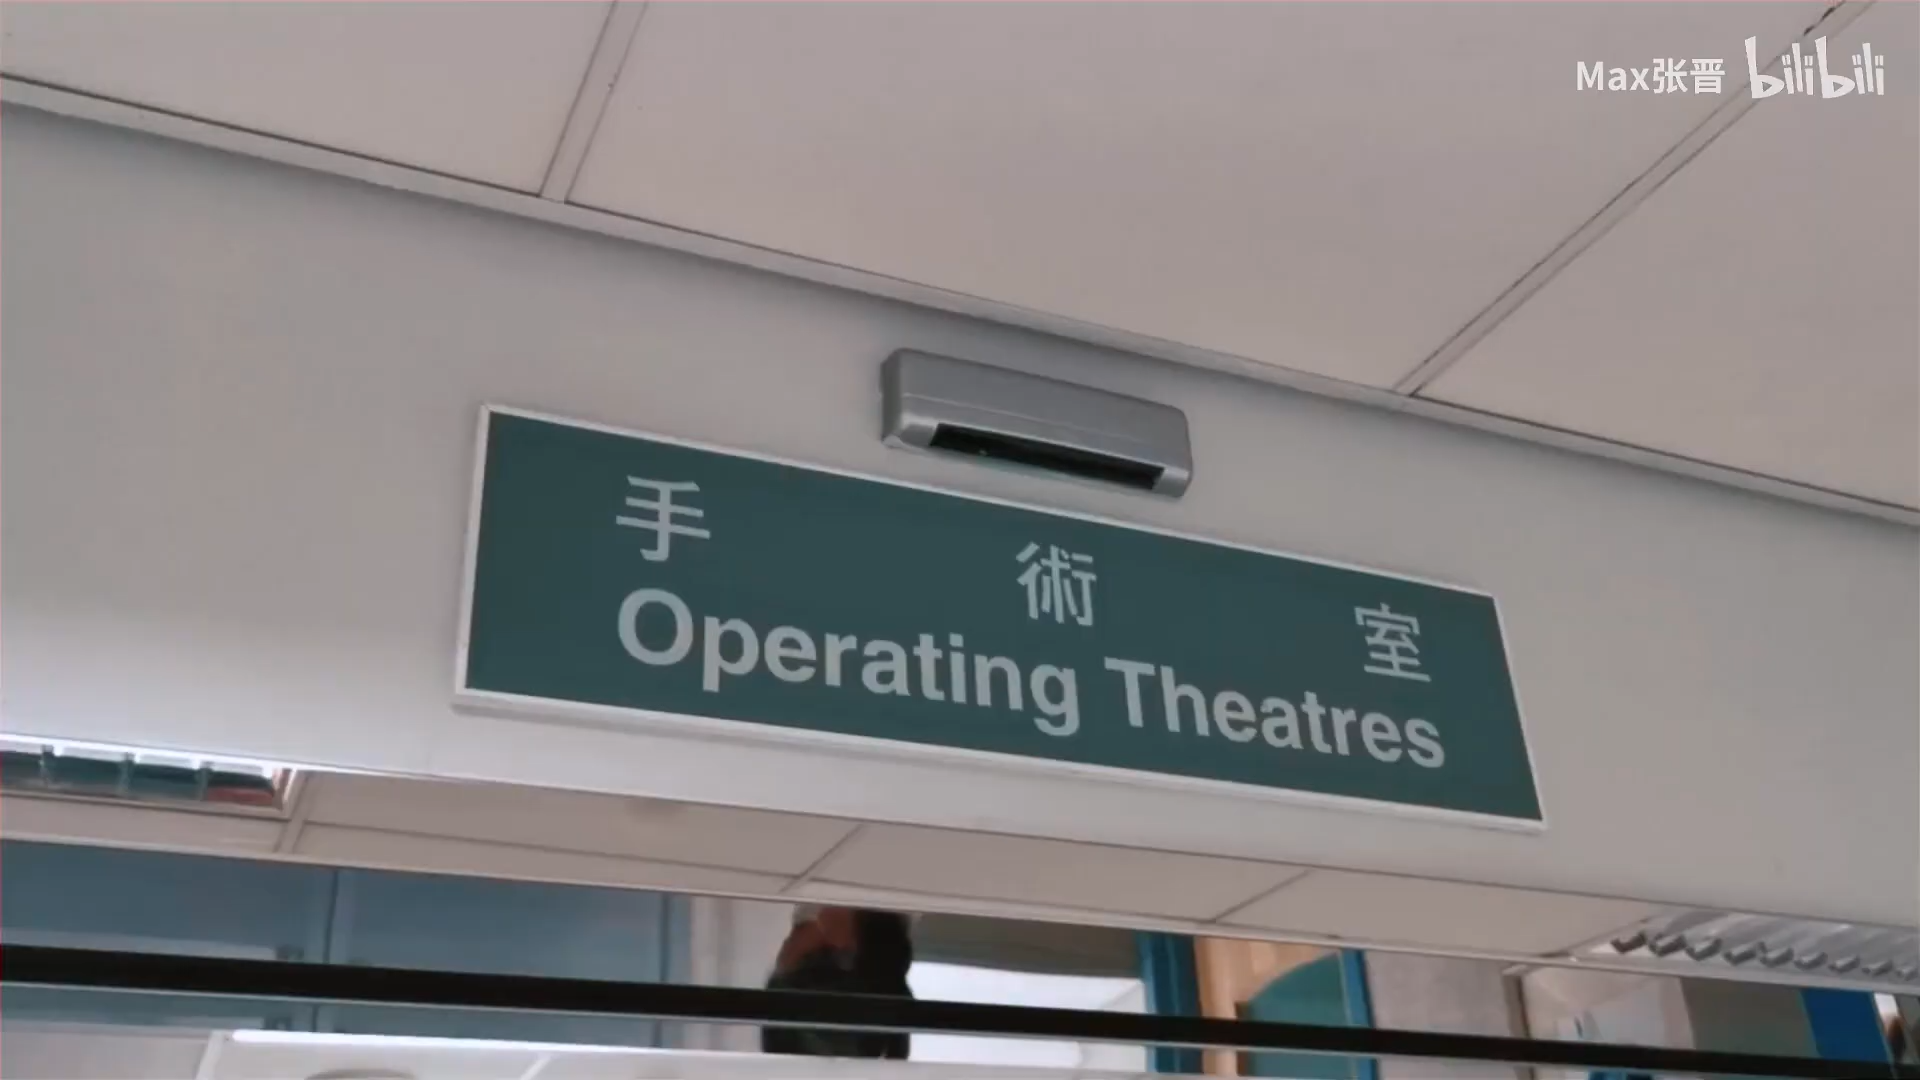 Max张晋 bilibili
手術室
Operating Theatres